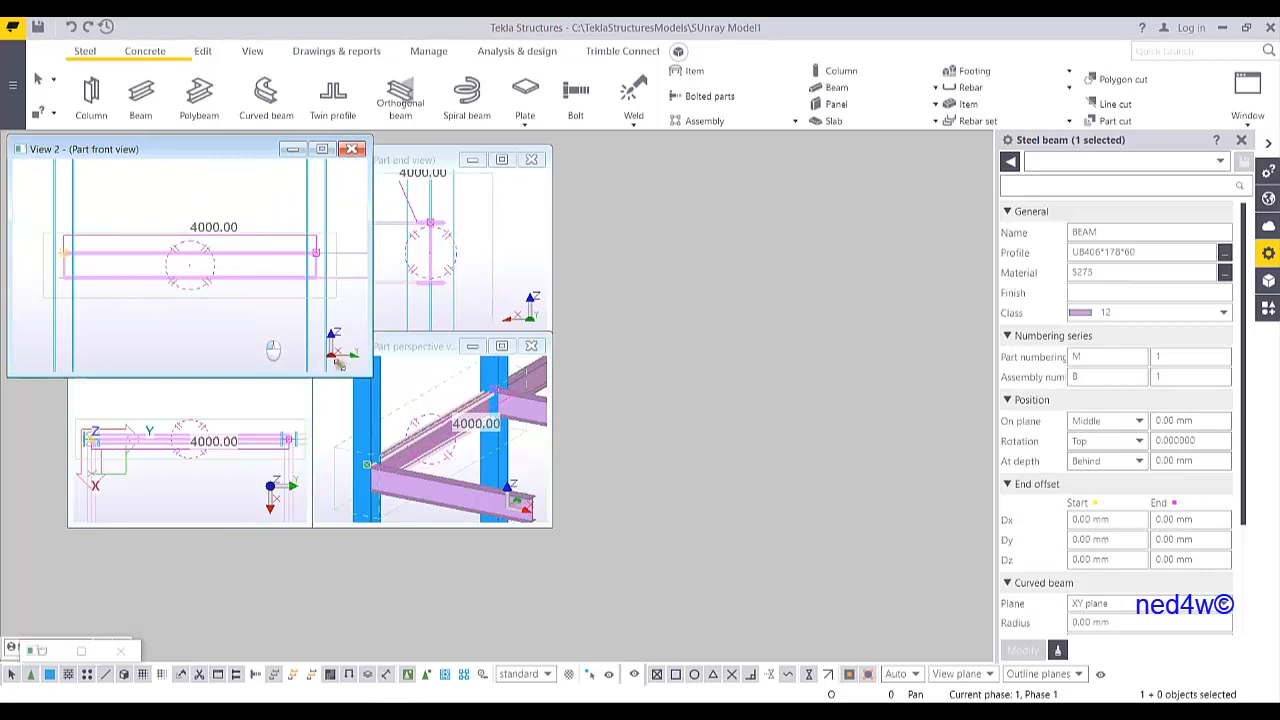 Tekla Structures - C:\TeklaStructuresModels\SUnray Model1
Log in
Steel
Concrete
Edit
View
Drawings & reports
Manage
Analysis & design
Trimble Connect
Quick Launch
Column
Beam
Polybeam
Curved beam
Twin profile
Orthogonal
beam
Spiral beam
Plate
Bolt
Weld
Item
Bolted parts
Assembly
Column
Beam
Panel
Slab
Footing
Rebar
Item
Rebar set
Polygon cut
Line cut
Part cut
Window
View 2 - (Part front view)
4000.00
Part end view)
4000.00
Z
X
Y
Z
X
Y
4000.00
Z
Y
X
Z
Y
Part perspective v...
4000.00
Z
Steel beam (1 selected)
General
Name BEAM
Profile UB406*178*60
Material S275
Finish
Class 12
Numbering series
Part numbering M 1
Assembly num B 1
Position
On plane Middle 0.00 mm
Rotation Top 0.000000
At depth Behind 0.00 mm
End offset
Start End
Dx 0.00 mm 0.00 mm
Dy 0.00 mm 0.00 mm
Dz 0.00 mm 0.00 mm
Curved beam
Plane XY plane
Radius 0.00 mm
ned4w©
Modify
standard
Auto
View plane
Outline planes
O 0 Pan Current phase: 1, Phase 1 1 + 0 objects selected